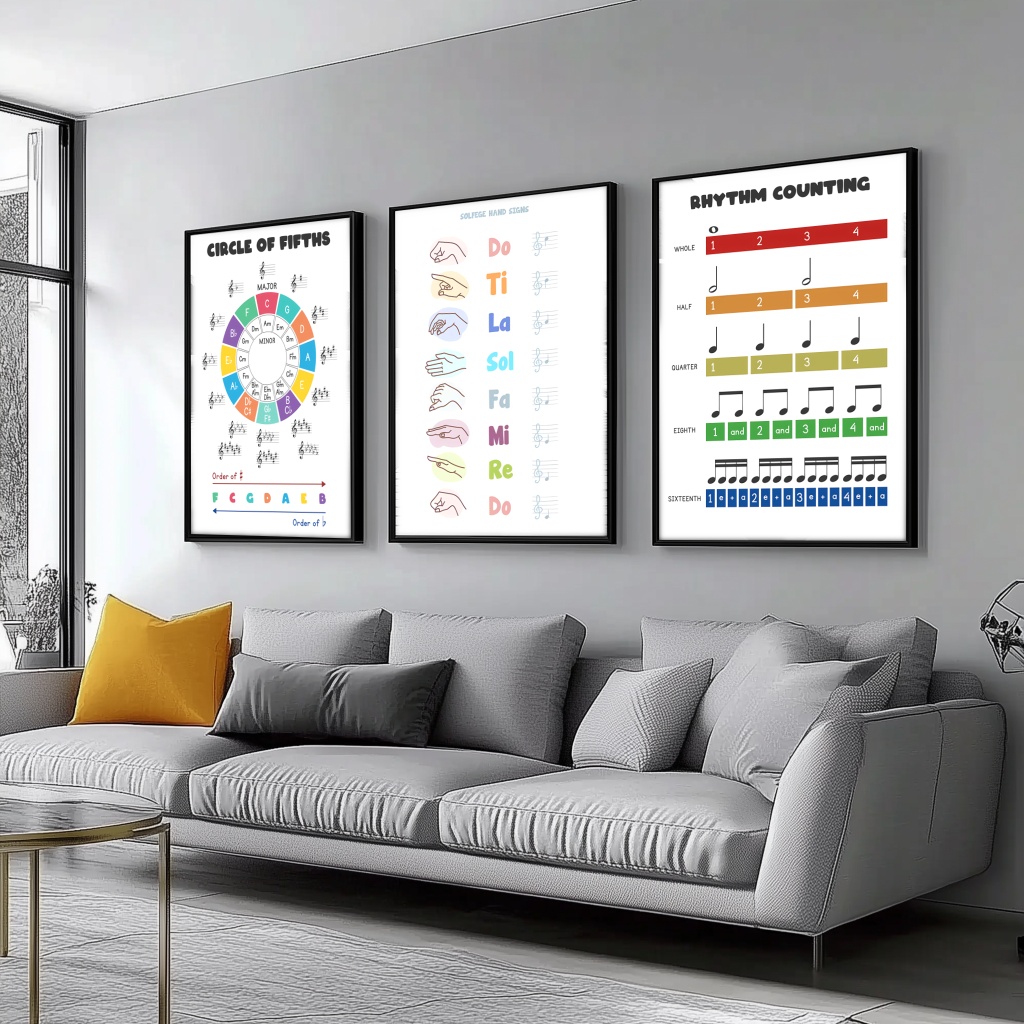 CIRCLE OF FIFTHS
MAJOR
C
F
G
B♭
D
E♭
A
A♭
E
D♭
C♯
B
C♭
G♭
F♯
MINOR
Am
Dm
Em
Gm
Bm
Cm
F♯m
Fm
C♯m
Order of ♯
F C G D A E B
Order of ♭
SOLFEGE HAND SIGNS
Do
Ti
La
Sol
Fa
Mi
Re
Do
RHYTHM COUNTING
WHOLE 1 2 3 4
HALF 1 2 3 4
QUARTER 1 2 3 4
EIGHTH 1 and 2 and 3 and 4 and
SIXTEENTH 1 e + a 2 e + a 3 e + a 4 e + a